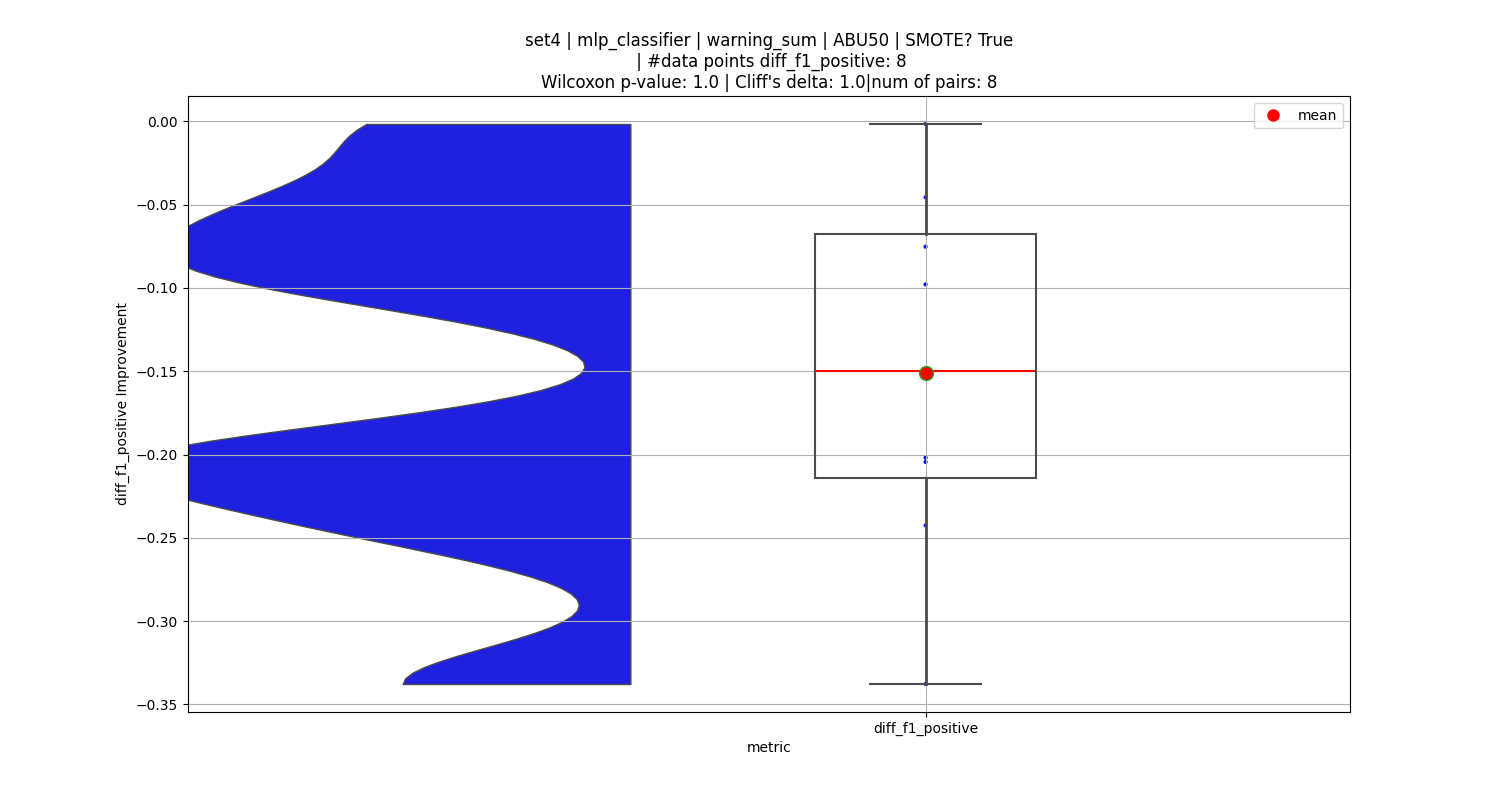 set4 | mlp_classifier | warning_sum | ABU50 | SMOTE? True
| #data points diff_f1_positive: 8
Wilcoxon p-value: 1.0 | Cliff's delta: 1.0|num of pairs: 8
mean
0.00
−0.05
−0.10
−0.15
−0.20
−0.25
−0.30
−0.35
diff_f1_positive Improvement
diff_f1_positive
metric